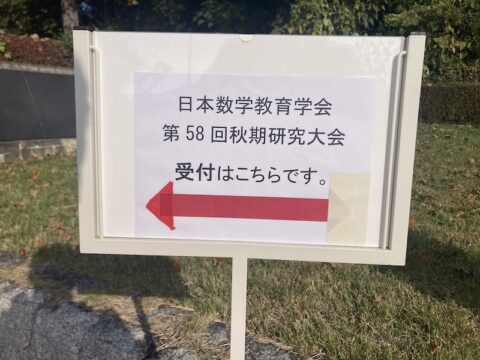 日本数学教育学会
第 58 回秋期研究大会
受付はこちらです。